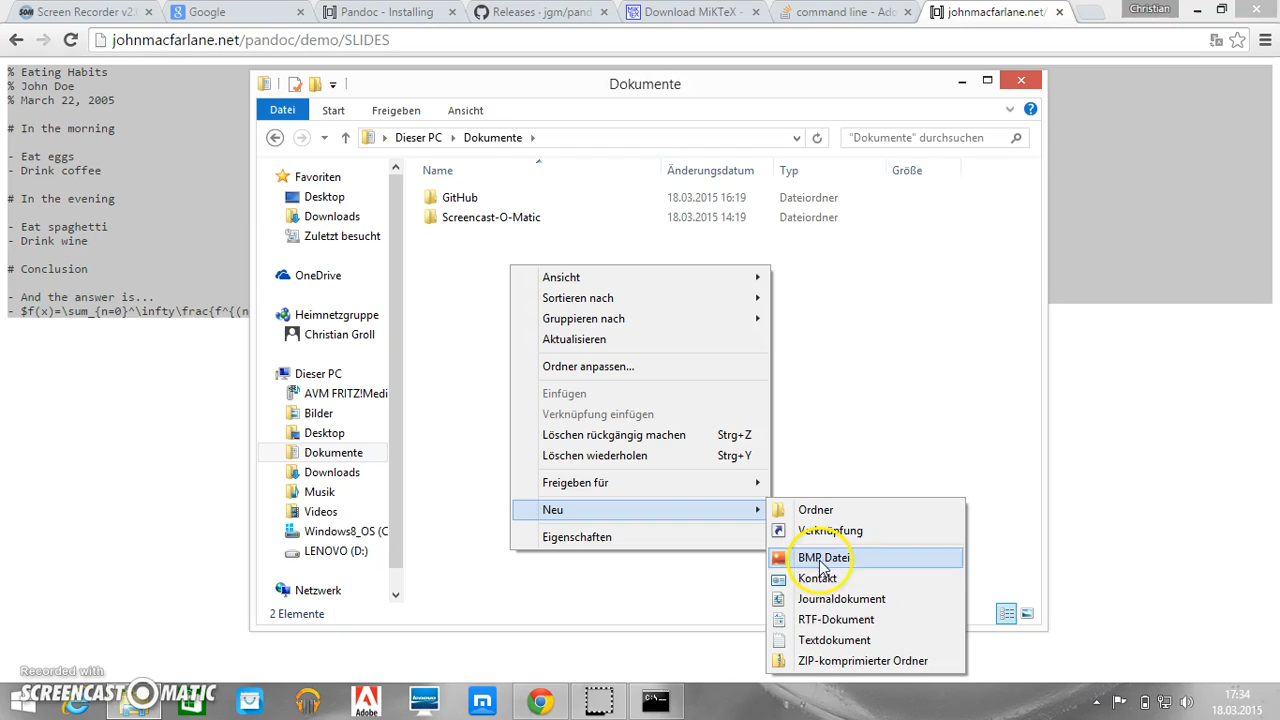 Screen Recorder v2.
Google
Pandoc - Installing
Releases · jgm/pand
Download MiKTeX
command line - Ado
johnmacfarlane.net/
Christian
johnmacfarlane.net/pandoc/demo/SLIDES
% Eating Habits
% John Doe
% March 22, 2005
# In the morning
- Eat eggs
- Drink coffee
# In the evening
- Eat spaghetti
- Drink wine
# Conclusion
- And the answer is...
- $f(x)=\sum_{n=0}^\infty\frac{f^{(n
Dokumente
Datei
Start
Freigeben
Ansicht
Dieser PC
Dokumente
"Dokumente" durchsuchen
Name
Änderungsdatum
Typ
Größe
GitHub
18.03.2015 16:19
Dateiordner
Screencast-O-Matic
18.03.2015 14:19
Dateiordner
Favoriten
Desktop
Downloads
Zuletzt besucht
OneDrive
Heimnetzgruppe
Christian Groll
Dieser PC
AVM FRITZ!Medi
Bilder
Desktop
Dokumente
Downloads
Musik
Videos
Windows8_OS (C
LENOVO (D:)
Netzwerk
2 Elemente
Ansicht
Sortieren nach
Gruppieren nach
Aktualisieren
Ordner anpassen...
Einfügen
Verknüpfung einfügen
Löschen rückgängig machen Strg+Z
Löschen wiederholen Strg+Y
Freigeben für
Neu
Eigenschaften
Ordner
Verknüpfung
BMP Datei
Kontakt
Journaldokument
RTF-Dokument
Textdokument
ZIP-komprimierter Ordner
Recorded with
SCREENCAST MATIC
Adobe
lenovo
17:34
18.03.2015